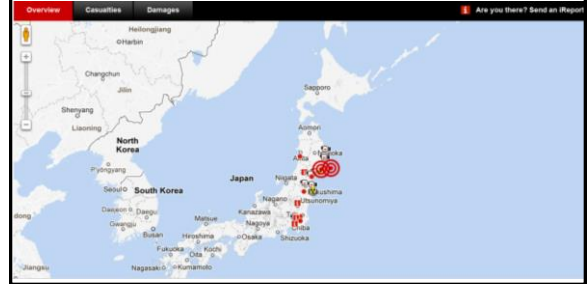 Overview Casualties Damages Are you there? Send an iReport
Heilongjiang
Harbin
Changchun
Jilin
Sapporo
Shenyang
Liaoning
Aomori
North
Korea
Akita
P'yongyang
Seoul
South Korea
Japan
Niigata
Utsunomiya
Nagano
Daejeon
Daegu
Kanazawa
Gwangju
Matsue
Nagoya
Chiba
Busan
Hiroshima
Osaka
Shizuoka
Fukuoka
Kochi
Oita
Jiangsu
Nagasaki
Kumamoto